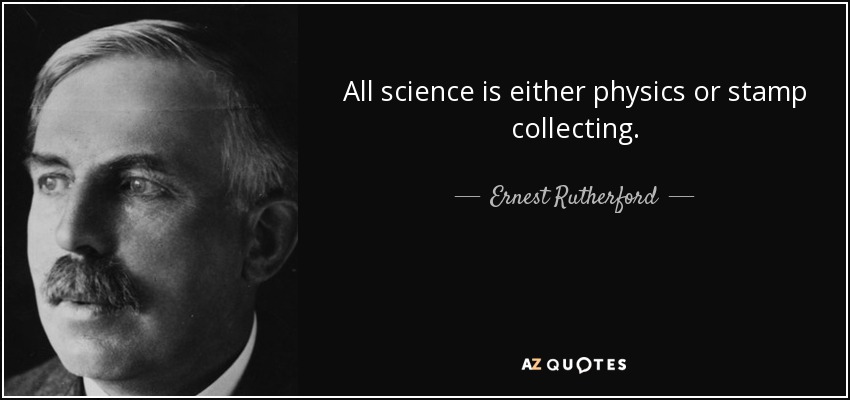 All science is either physics or stamp
collecting.
Ernest Rutherford
AZ QUOTES